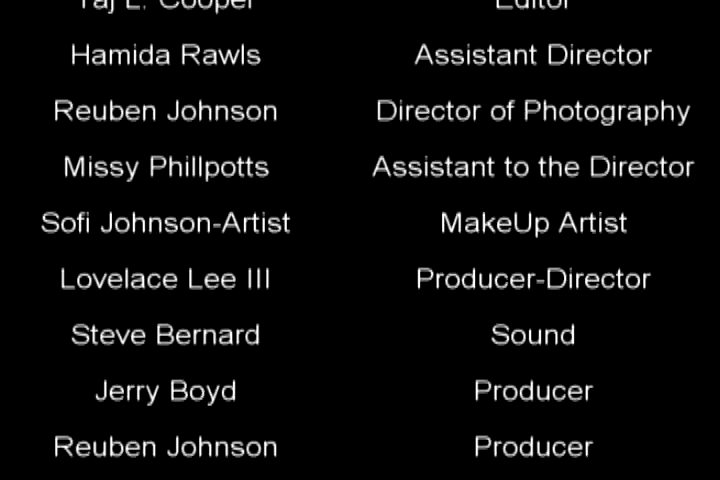 Taj L. Cooper Editor
Hamida Rawls Assistant Director
Reuben Johnson Director of Photography
Missy Phillpotts Assistant to the Director
Sofi Johnson-Artist MakeUp Artist
Lovelace Lee III Producer-Director
Steve Bernard Sound
Jerry Boyd Producer
Reuben Johnson Producer